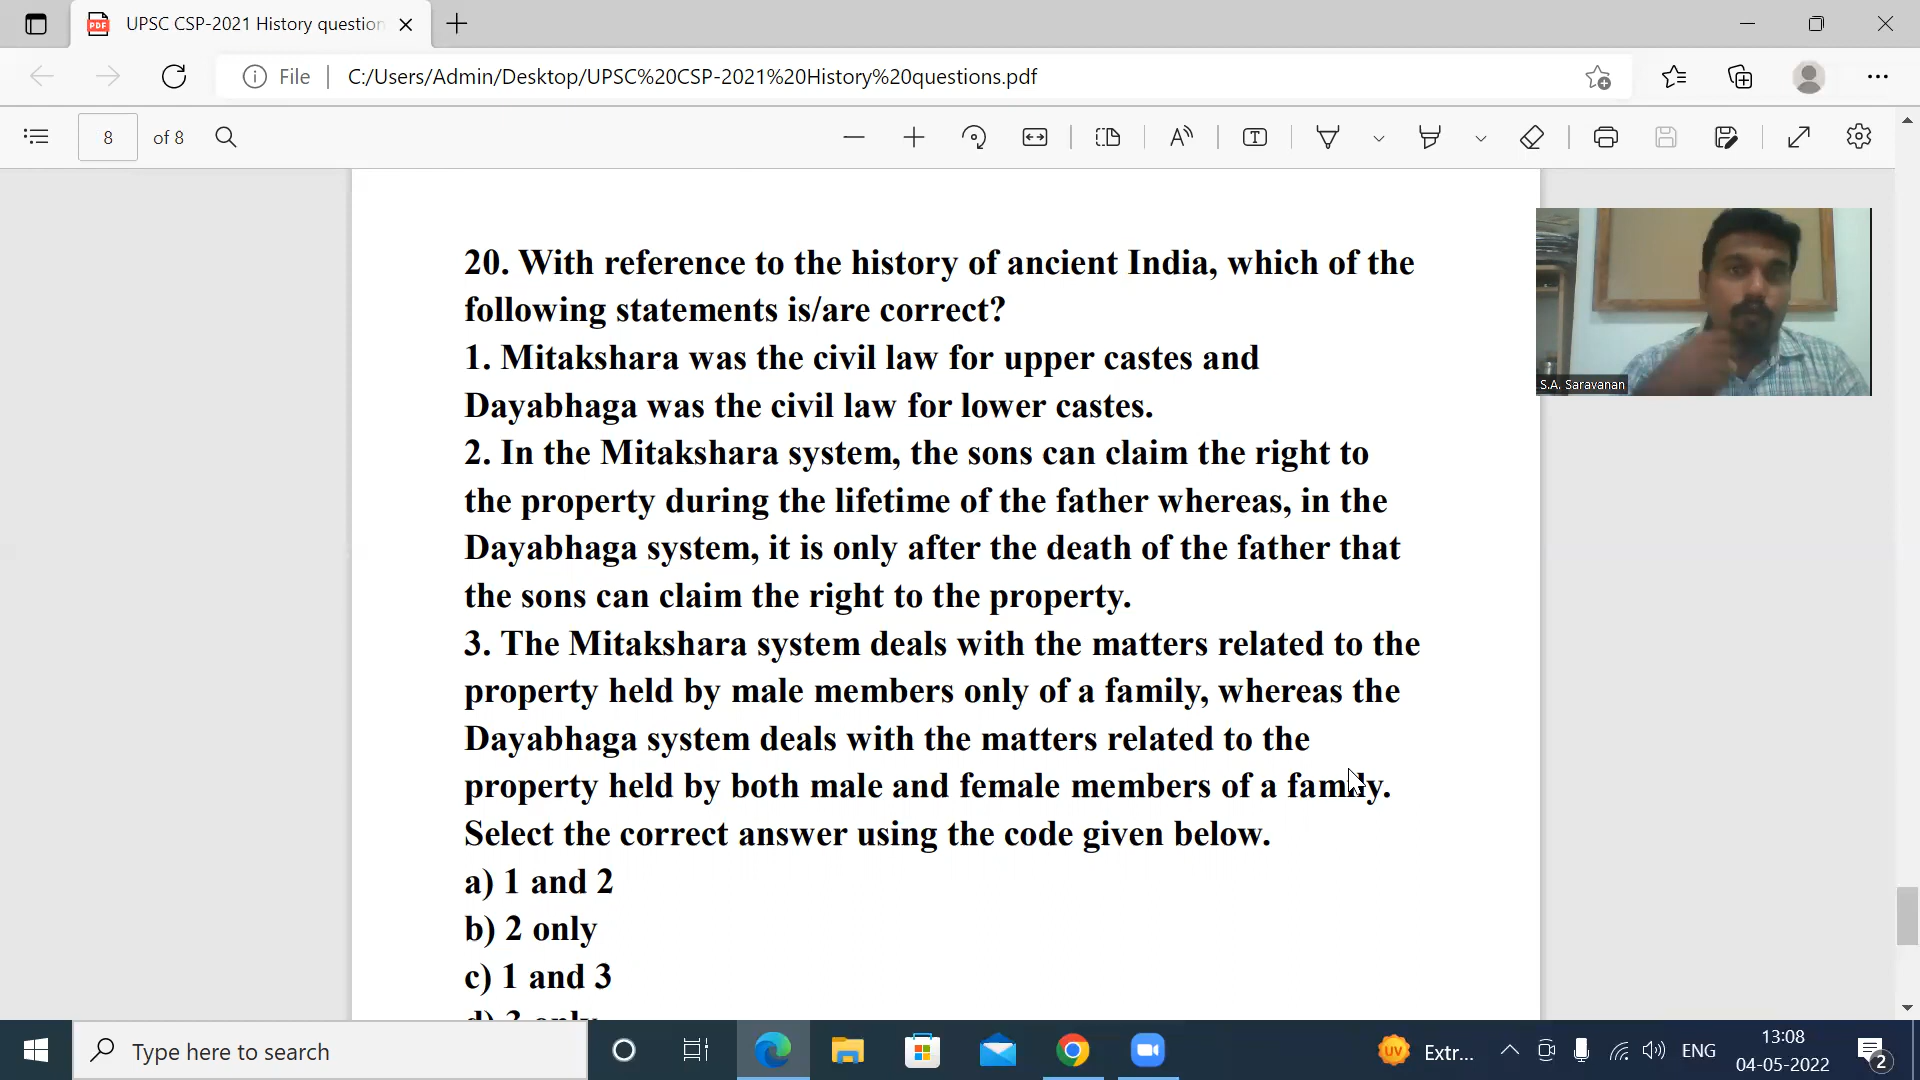 UPSC CSP-2021 History question
File
C:/Users/Admin/Desktop/UPSC%20CSP-2021%20History%20questions.pdf
8 of 8
20. With reference to the history of ancient India, which of the
following statements is/are correct?
1. Mitakshara was the civil law for upper castes and
Dayabhaga was the civil law for lower castes.
2. In the Mitakshara system, the sons can claim the right to
the property during the lifetime of the father whereas, in the
Dayabhaga system, it is only after the death of the father that
the sons can claim the right to the property.
3. The Mitakshara system deals with the matters related to the
property held by male members only of a family, whereas the
Dayabhaga system deals with the matters related to the
property held by both male and female members of a family.
Select the correct answer using the code given below.
a) 1 and 2
b) 2 only
c) 1 and 3
d) 3 only
S.A. Saravanan
Type here to search
UV
Extr...
ENG
13:08
04-05-2022
2